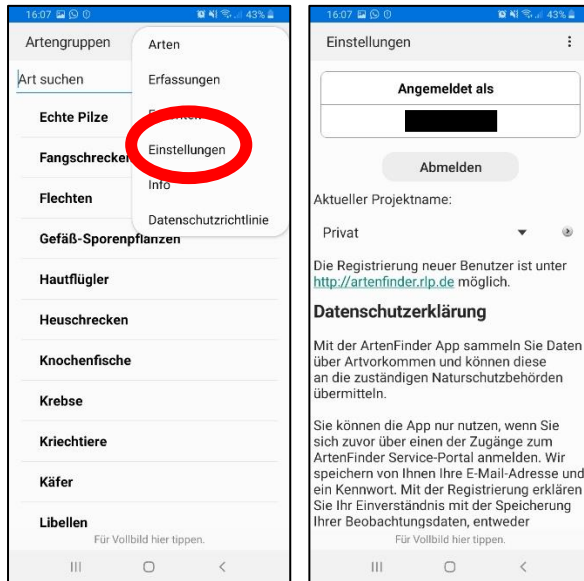 16:07
43%
Artengruppen
Arten
Art suchen
Erfassungen
Echte Pilze
Fangschrecken
Einstellungen
Info
Flechten
Datenschutzrichtlinie
Gefäß-Sporenpflanzen
Hautflügler
Heuschrecken
Knochenfische
Krebse
Kriechtiere
Käfer
Libellen
Für Vollbild hier tippen.
16:07
43%
Einstellungen
Angemeldet als
Abmelden
Aktueller Projektname:
Privat
Die Registrierung neuer Benutzer ist unter
http://artenfinder.rlp.de möglich.
Datenschutzerklärung
Mit der ArtenFinder App sammeln Sie Daten
über Artvorkommen und können diese
an die zuständigen Naturschutzbehörden
übermitteln.
Sie können die App nur nutzen, wenn Sie
sich zuvor über einen der Zugänge zum
ArtenFinder Service-Portal anmelden. Wir
speichern von Ihnen Ihre E-Mail-Adresse und
ein Kennwort. Mit der Registrierung erklären
Sie Ihr Einverständnis mit der Speicherung
Ihrer Beobachtungsdaten, entweder
Für Vollbild hier tippen.